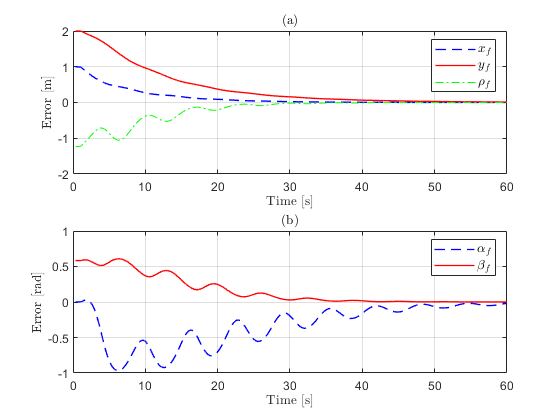 (a)
Error [m]
2
1
0
-1
-2
x_f
y_f
ρ_f
0 10 20 30 40 50 60
Time [s]
(b)
Error [rad]
1
0.5
0
-0.5
-1
α_f
β_f
0 10 20 30 40 50 60
Time [s]